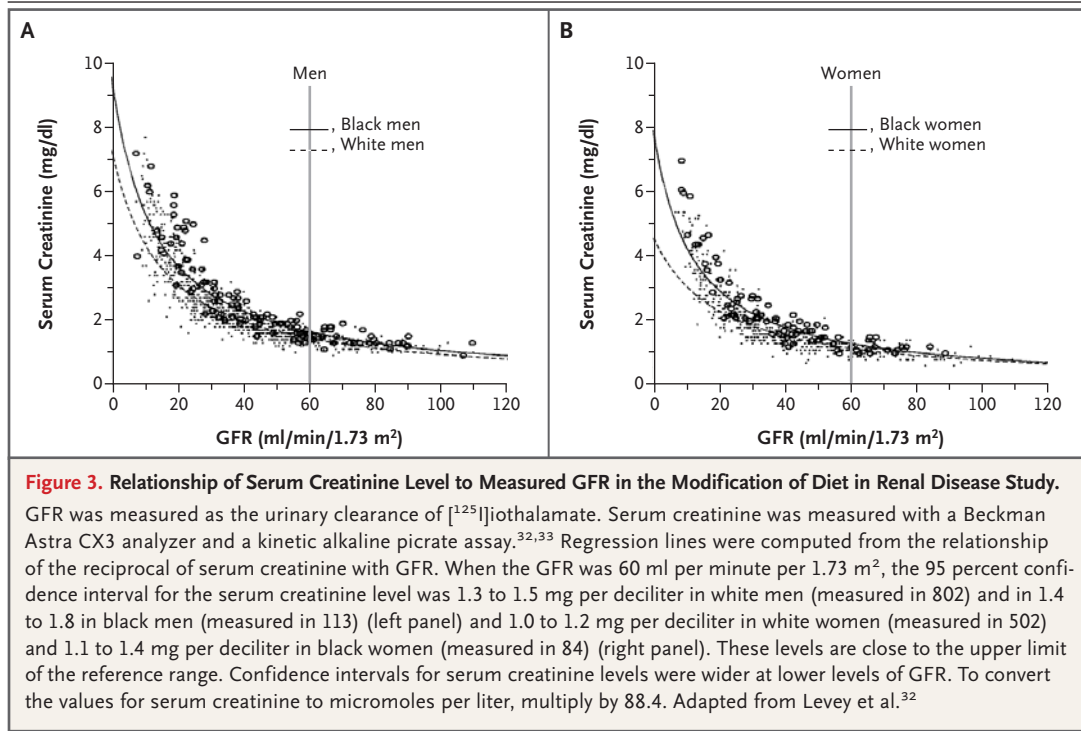 A
Men
, Black men
, White men
Serum Creatinine (mg/dl)
10
8
6
4
2
0
0 20 40 60 80 100 120
GFR (ml/min/1.73 m²)
B
Women
, Black women
, White women
Serum Creatinine (mg/dl)
10
8
6
4
2
0
0 20 40 60 80 100 120
GFR (ml/min/1.73 m²)
Figure 3. Relationship of Serum Creatinine Level to Measured GFR in the Modification of Diet in Renal Disease Study.
GFR was measured as the urinary clearance of [¹²⁵I]iothalamate. Serum creatinine was measured with a Beckman
Astra CX3 analyzer and a kinetic alkaline picrate assay.³²,³³ Regression lines were computed from the relationship
of the reciprocal of serum creatinine with GFR. When the GFR was 60 ml per minute per 1.73 m², the 95 percent confi-
dence interval for the serum creatinine level was 1.3 to 1.5 mg per deciliter in white men (measured in 802) and in 1.4
to 1.8 in black men (measured in 113) (left panel) and 1.0 to 1.2 mg per deciliter in white women (measured in 502)
and 1.1 to 1.4 mg per deciliter in black women (measured in 84) (right panel). These levels are close to the upper limit
of the reference range. Confidence intervals for serum creatinine levels were wider at lower levels of GFR. To convert
the values for serum creatinine to micromoles per liter, multiply by 88.4. Adapted from Levey et al.³²